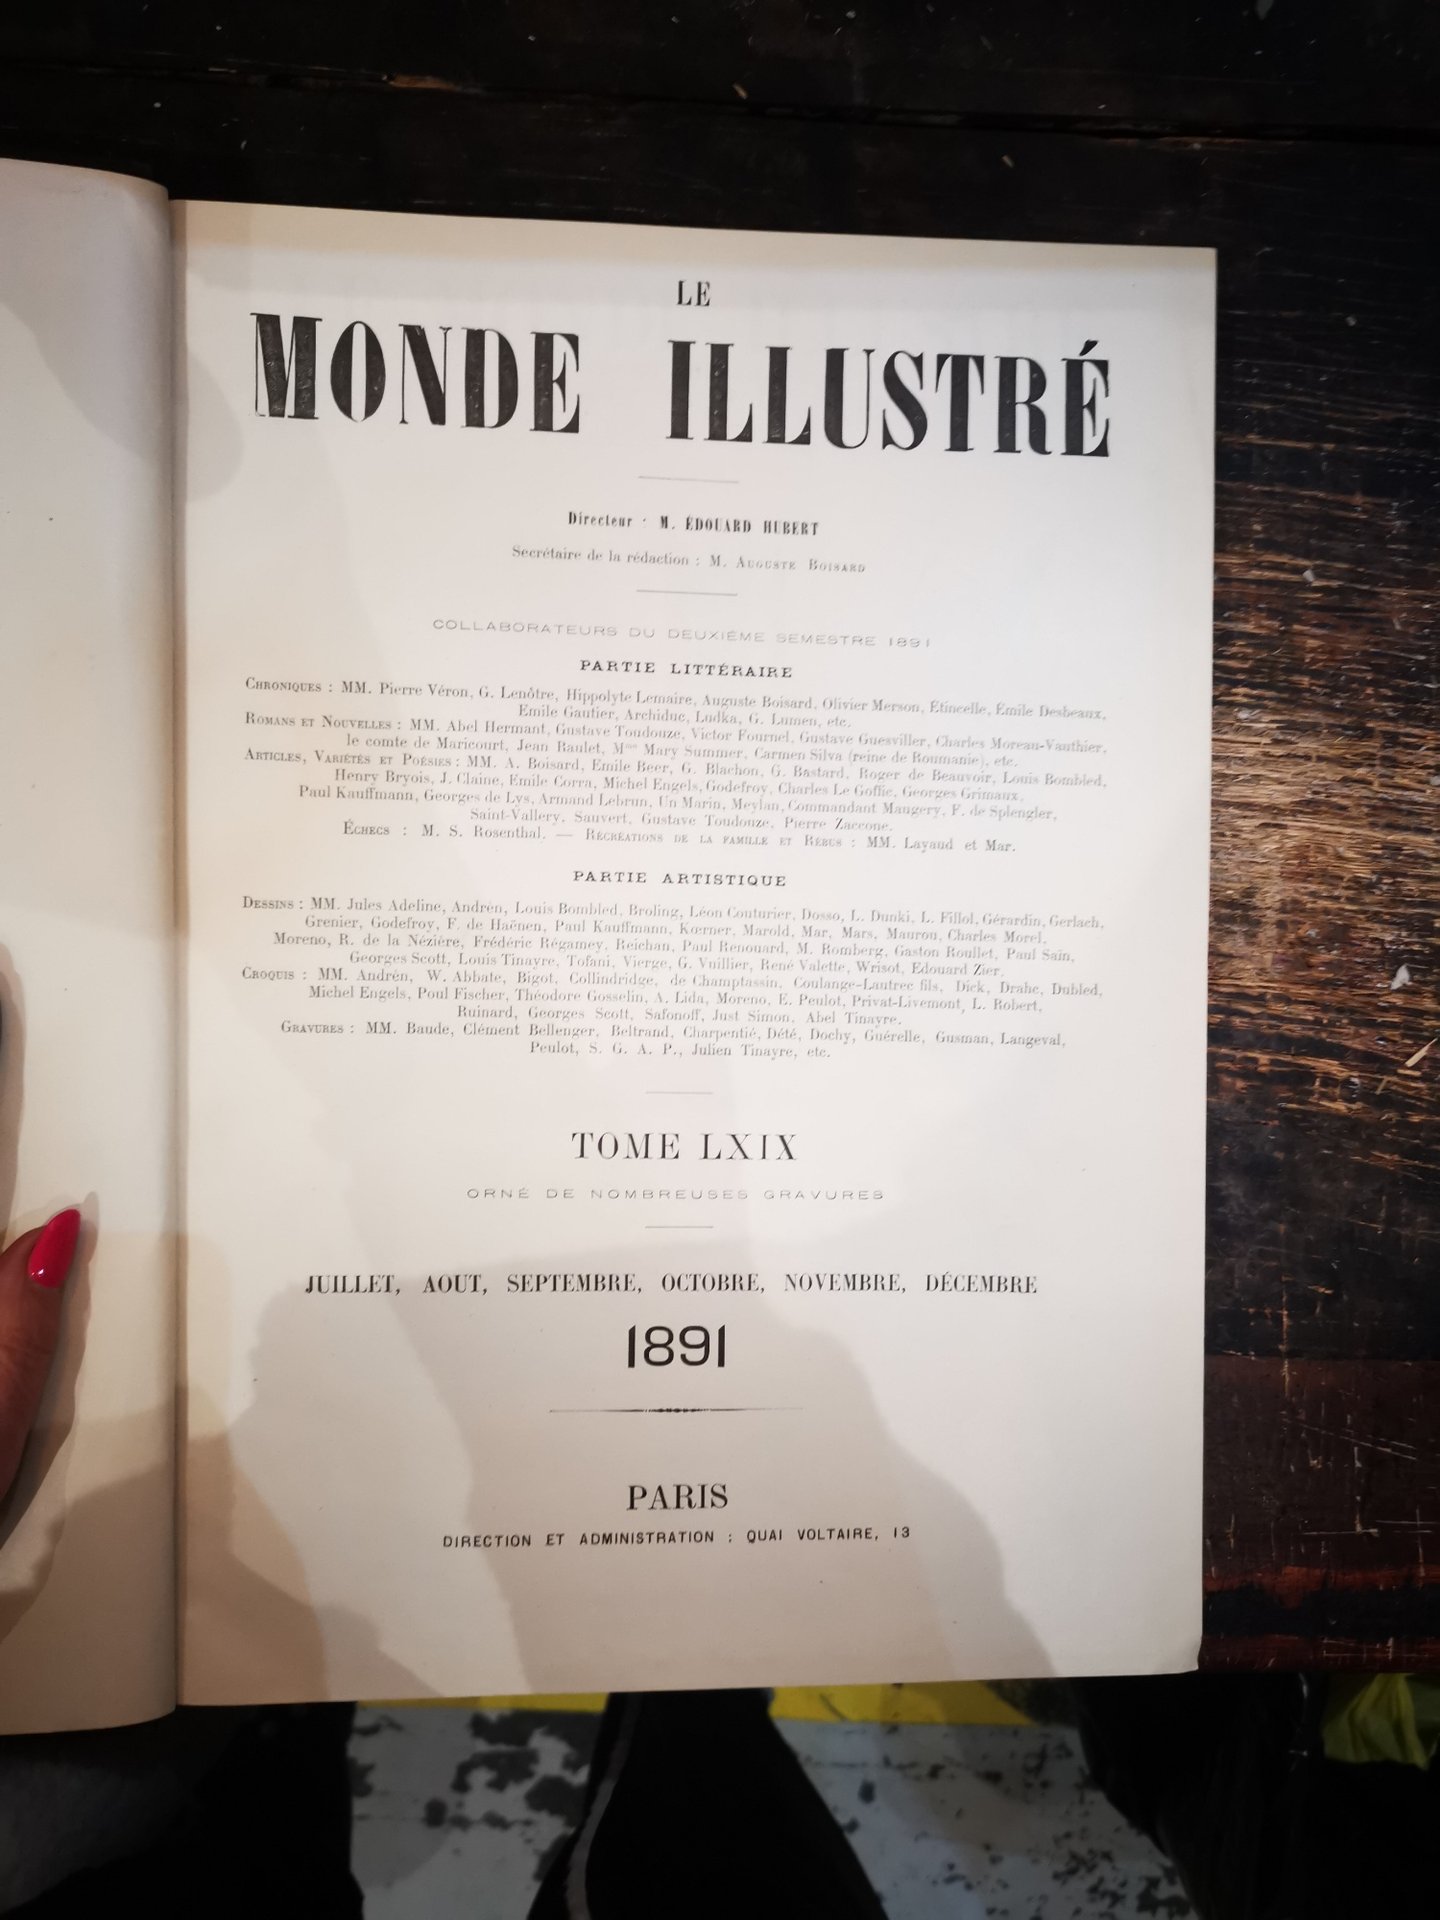 LE
MONDE ILLUSTRÉ
Directeur : M. ÉDOUARD HUBERT
Secrétaire de la rédaction : M. AUGUSTE BOISARD
COLLABORATEURS DU DEUXIÈME SEMESTRE 1891
PARTIE LITTÉRAIRE
CHRONIQUES : MM. Pierre Véron, G. Lenôtre, Hippolyte Lemaire, Auguste Boisard, Olivier Merson, Étincelle, Émile Desbeaux,
Emile Gautier, Archiduc, Ludka, G. Lumen, etc.
ROMANS ET NOUVELLES : MM. Abel Hermant, Gustave Toudouze, Victor Fournel, Gustave Guesviller, Charles Moreau-Vauthier,
le comte de Maricourt, Jean Raulet, Mme Mary Summer, Carmen Silva (reine de Roumanie), etc.
ARTICLES, VARIÉTÉS ET POÉSIES : MM. A. Boisard, Emile Beer, G. Blachon, G. Bastard, Roger de Beauvoir, Louis Bombled,
Henry Bryois, J. Claine, Emile Corra, Michel Engels, Godefroy, Charles Le Goffic, Georges Grimaux,
Paul Kauffmann, Georges de Lys, Armand Lebrun, Un Marin, Meylan, Commandant Maugery, F. de Splengler,
Saint-Vallery, Sauvert, Gustave Toudouze, Pierre Zaccone.
ÉCHECS : M. S. Rosenthal. — RÉCRÉATIONS DE LA FAMILLE ET RÉBUS : MM. Layaud et Mar.
PARTIE ARTISTIQUE
DESSINS : MM. Jules Adeline, Andrén, Louis Bombled, Broling, Léon Couturier, Dosso, L. Dunki, L. Fillol, Gérardin, Gerlach,
Grenier, Godefroy, F. de Haënen, Paul Kauffmann, Kœrner, Marold, Mar, Mars, Maurou, Charles Morel,
Moreno, R. de la Nézière, Frédéric Régamey, Reichan, Paul Renouard, M. Romberg, Gaston Roullet, Paul Saïn,
Georges Scott, Louis Tinayre, Tofani, Vierge, G. Vuillier, René Valette, Wrisot, Edouard Zier.
CROQUIS : MM. Andrén, W. Abbate, Bigot, Collindridge, de Champtassin, Coulange-Lautrec fils, Dick, Drahc, Dubled,
Michel Engels, Poul Fischer, Théodore Gosselin, A. Lida, Moreno, E. Peulot, Privat-Livemont, L. Robert,
Ruinard, Georges Scott, Safonoff, Just Simon, Abel Tinayre.
GRAVURES : MM. Baude, Clément Bellenger, Beltrand, Charpentié, Dété, Dochy, Guérelle, Gusman, Langeval,
Peulot, S. G. A. P., Julien Tinayre, etc.
TOME LXIX
ORNÉ DE NOMBREUSES GRAVURES
JUILLET, AOUT, SEPTEMBRE, OCTOBRE, NOVEMBRE, DÉCEMBRE
1891
PARIS
DIRECTION ET ADMINISTRATION : QUAI VOLTAIRE, 13